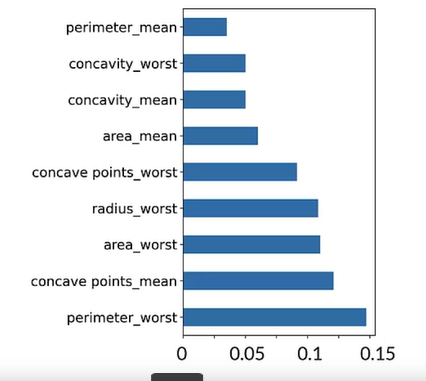 perimeter_mean
concavity_worst
concavity_mean
area_mean
concave points_worst
radius_worst
area_worst
concave points_mean
perimeter_worst
0 0.05 0.1 0.15